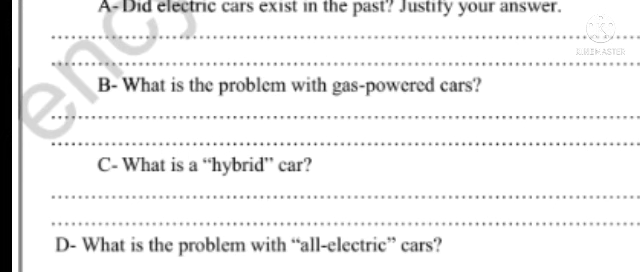 A- Did electric cars exist in the past? Justify your answer.
KINEMASTER
B- What is the problem with gas-powered cars?
C- What is a “hybrid” car?
D- What is the problem with “all-electric” cars?